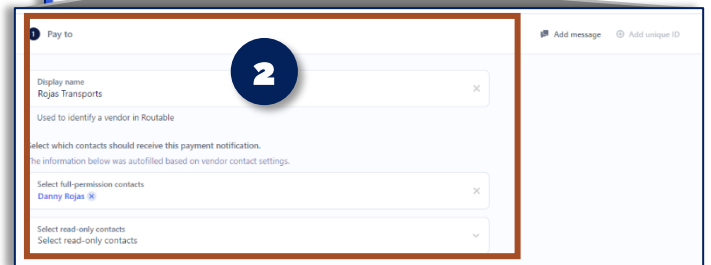 1 Pay to
Add message
Add unique ID
2
Display name
Rojas Transports
Used to identify a vendor in Routable
Select which contacts should receive this payment notification.
The information below was autofilled based on vendor contact settings.
Select full-permission contacts
Danny Rojas
Select read-only contacts
Select read-only contacts